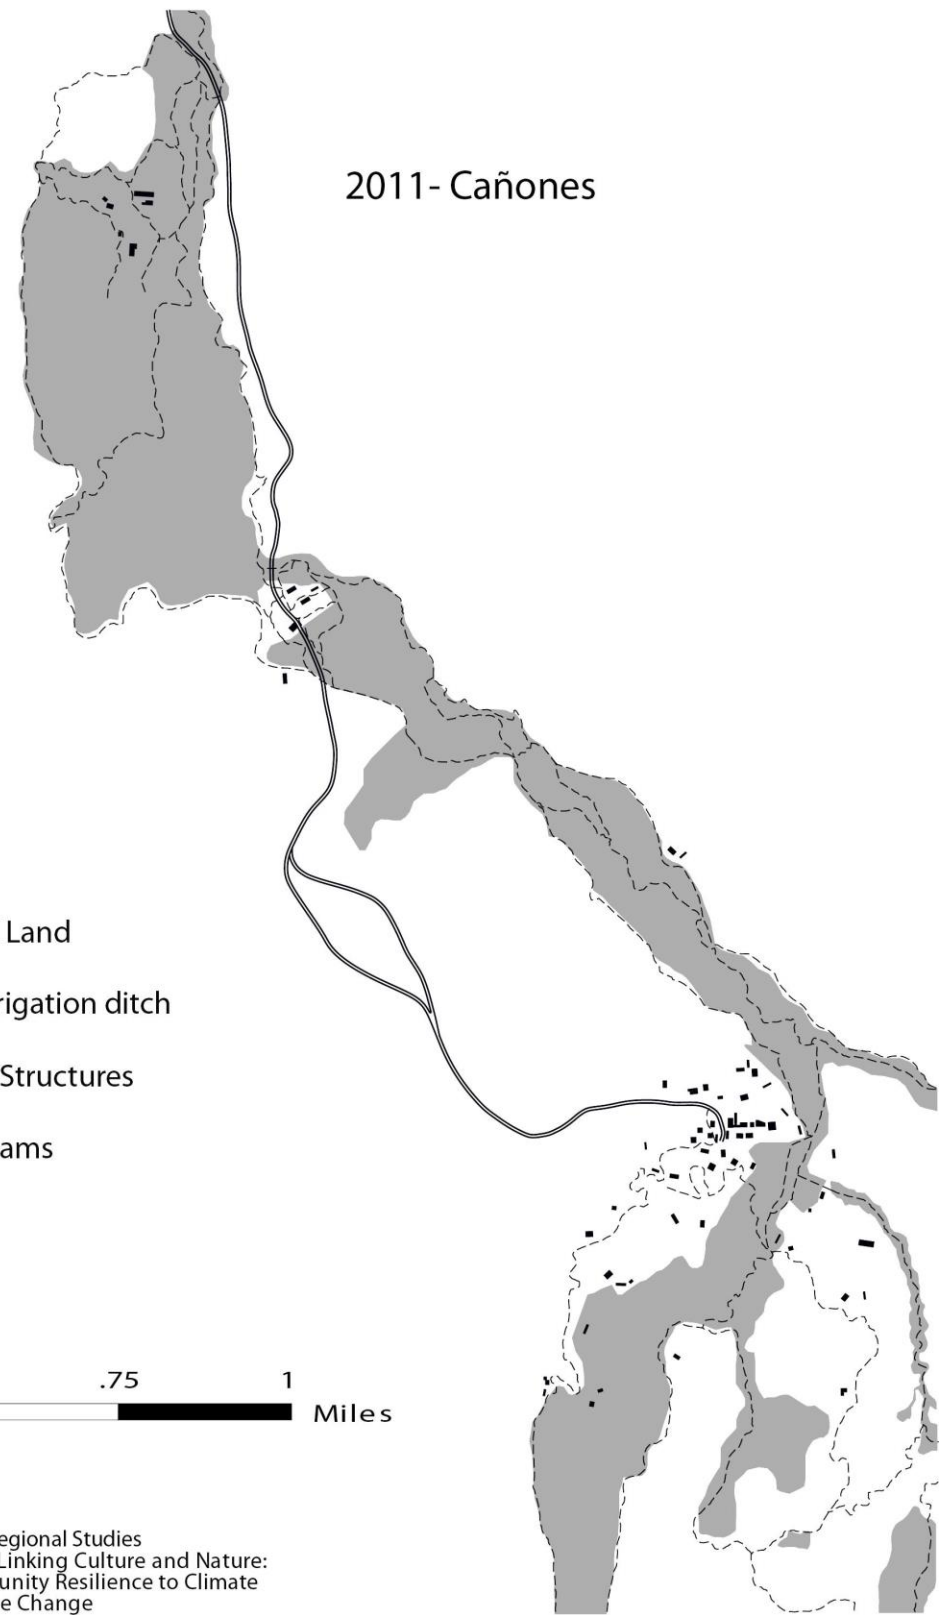 2011- Cañones
Land
rigation ditch
Structures
ams
.75 1
Miles
egional Studies
Linking Culture and Nature:
unity Resilience to Climate
e Change